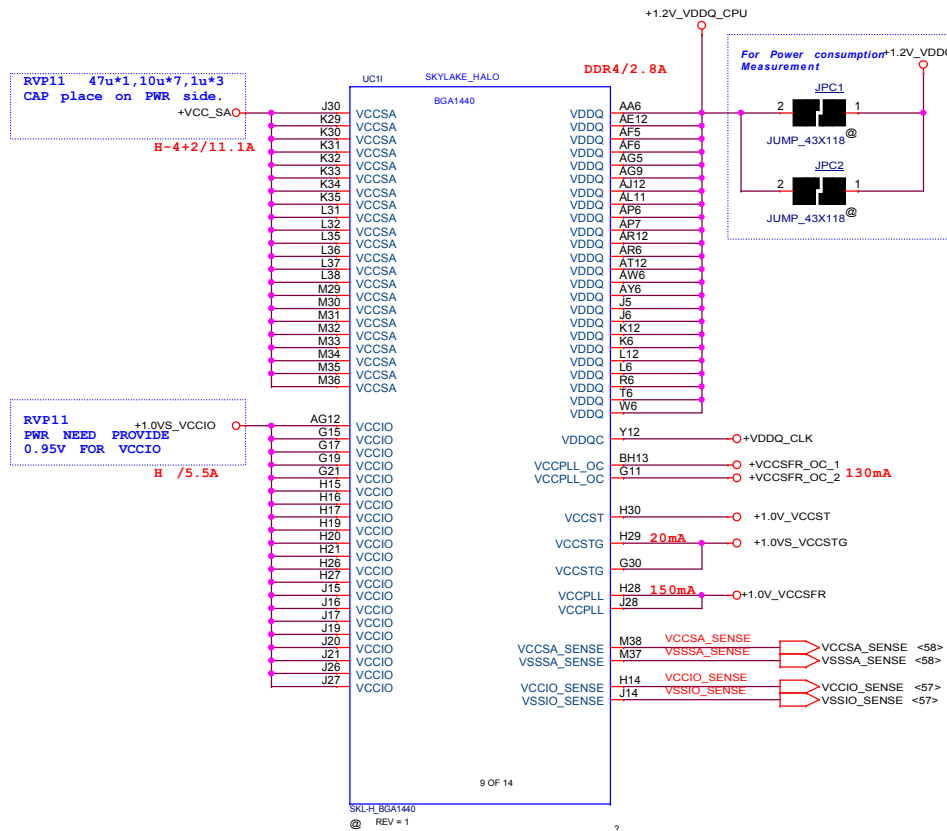 +1.2V_VDDQ_CPU
RVP11 47u*1,10u*7,1u*3
CAP place on PWR side.
+VCC_SA
H-4+2/11.1A
UC1I
SKYLAKE_HALO
BGA1440
DDR4/2.8A
For Power consumption
Measurement
JPC1
2 1
JUMP_43X118
@
JPC2
2 1
JUMP_43X118
@
J30 VCCSA
K29 VCCSA
K30 VCCSA
K31 VCCSA
K32 VCCSA
K33 VCCSA
K34 VCCSA
K35 VCCSA
L31 VCCSA
L32 VCCSA
L35 VCCSA
L36 VCCSA
L37 VCCSA
L38 VCCSA
M29 VCCSA
M30 VCCSA
M31 VCCSA
M32 VCCSA
M33 VCCSA
M34 VCCSA
M35 VCCSA
M36 VCCSA
RVP11
+1.0VS_VCCIO
PWR NEED PROVIDE
0.95V FOR VCCIO
H /5.5A
AG12 VCCIO
G15 VCCIO
G17 VCCIO
G19 VCCIO
G21 VCCIO
H15 VCCIO
H16 VCCIO
H17 VCCIO
H19 VCCIO
H20 VCCIO
H21 VCCIO
H26 VCCIO
H27 VCCIO
J15 VCCIO
J16 VCCIO
J17 VCCIO
J19 VCCIO
J20 VCCIO
J21 VCCIO
J26 VCCIO
J27 VCCIO
VDDQ AA6
VDDQ AE12
VDDQ AF5
VDDQ AF6
VDDQ AG5
VDDQ AG9
VDDQ AJ12
VDDQ AL11
VDDQ AP6
VDDQ AP7
VDDQ AR12
VDDQ AR6
VDDQ AT12
VDDQ AW6
VDDQ AY6
VDDQ J5
VDDQ J6
VDDQ K12
VDDQ K6
VDDQ L12
VDDQ L6
VDDQ R6
VDDQ T6
VDDQ W6
VDDQC Y12 +VDDQ_CLK
VCCPLL_OC BH13 +VCCSFR_OC_1
VCCPLL_OC G11 +VCCSFR_OC_2 130mA
VCCST H30 +1.0V_VCCST
VCCSTG H29 20mA +1.0VS_VCCSTG
VCCSTG G30
VCCPLL H28 150mA +1.0V_VCCSFR
VCCPLL J28
VCCSA_SENSE M38 VCCSA_SENSE VCCSA_SENSE <58>
VSSSA_SENSE M37 VSSSA_SENSE VSSSA_SENSE <58>
VCCIO_SENSE H14 VCCIO_SENSE VCCIO_SENSE <57>
VSSIO_SENSE J14 VSSIO_SENSE VSSIO_SENSE <57>
9 OF 14
SKL-H_BGA1440
@ REV = 1
?